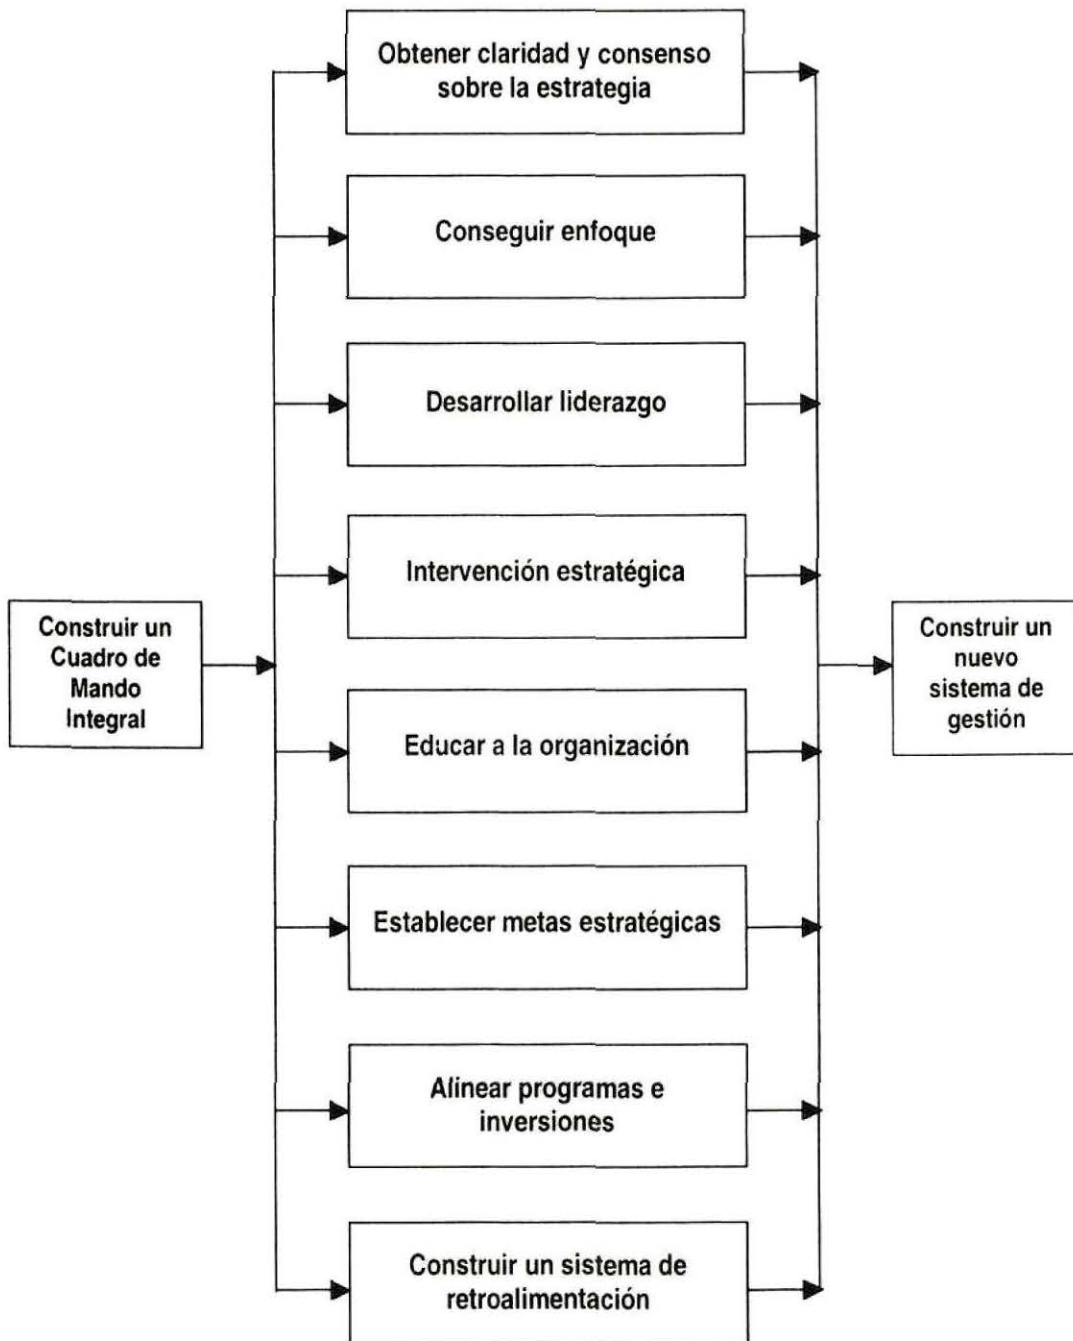 Obtener claridad y consenso
sobre la estrategia
Conseguir enfoque
Desarrollar liderazgo
Intervención estratégica
Construir un
Cuadro de
Mando
Integral
Construir un
nuevo
sistema de
gestión
Educar a la organización
Establecer metas estratégicas
Alinear programas e
inversiones
Construir un sistema de
retroalimentación